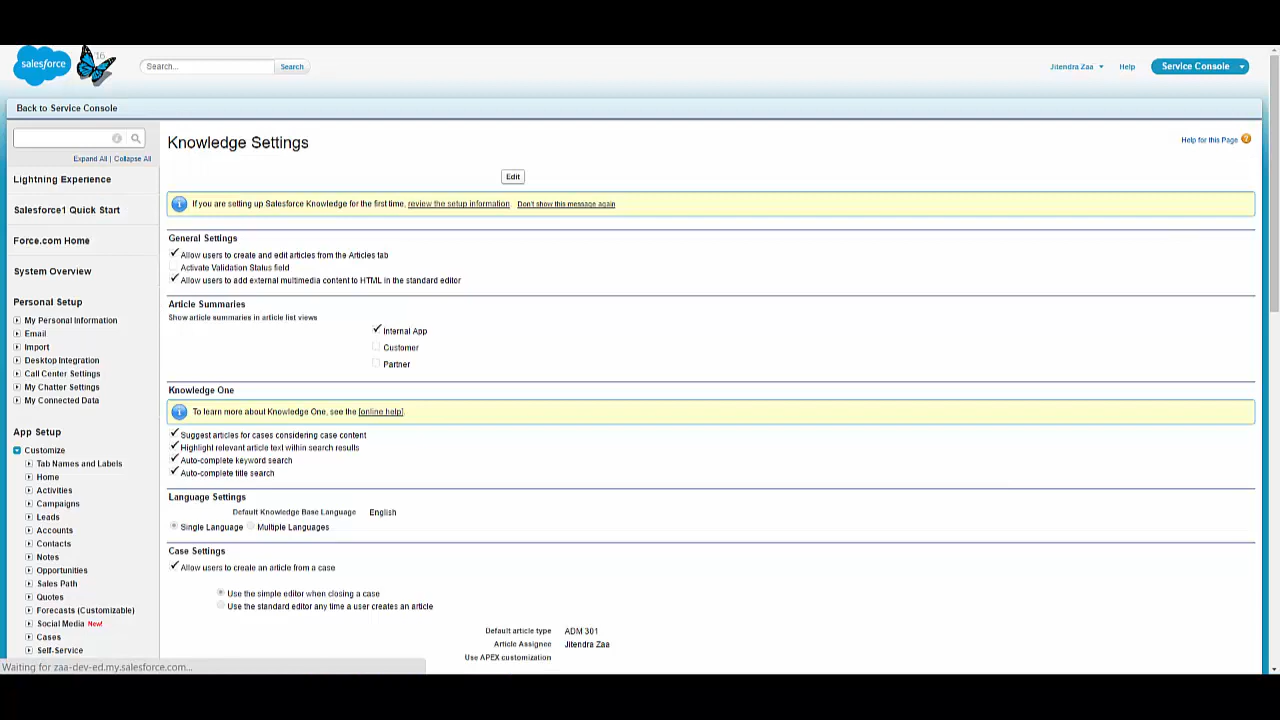 salesforce
16
Search...
Search
Jitendra Zaa
Help
Service Console
Back to Service Console
Expand All | Collapse All
Lightning Experience
Salesforce1 Quick Start
Force.com Home
System Overview
Personal Setup
My Personal Information
Email
Import
Desktop Integration
Call Center Settings
My Chatter Settings
My Connected Data
App Setup
Customize
Tab Names and Labels
Home
Activities
Campaigns
Leads
Accounts
Contacts
Notes
Opportunities
Sales Path
Quotes
Forecasts (Customizable)
Social Media New!
Cases
Self-Service
Knowledge Settings
Help for this Page
Edit
If you are setting up Salesforce Knowledge for the first time, review the setup information. Don't show this message again
General Settings
Allow users to create and edit articles from the Articles tab
Activate Validation Status field
Allow users to add external multimedia content to HTML in the standard editor
Article Summaries
Show article summaries in article list views
Internal App
Customer
Partner
Knowledge One
To learn more about Knowledge One, see the [online help].
Suggest articles for cases considering case content
Highlight relevant article text within search results
Auto-complete keyword search
Auto-complete title search
Language Settings
Default Knowledge Base Language English
Single Language Multiple Languages
Case Settings
Allow users to create an article from a case
Use the simple editor when closing a case
Use the standard editor any time a user creates an article
Default article type ADM 301
Article Assignee Jitendra Zaa
Use APEX customization
Waiting for zaa-dev-ed.my.salesforce.com...